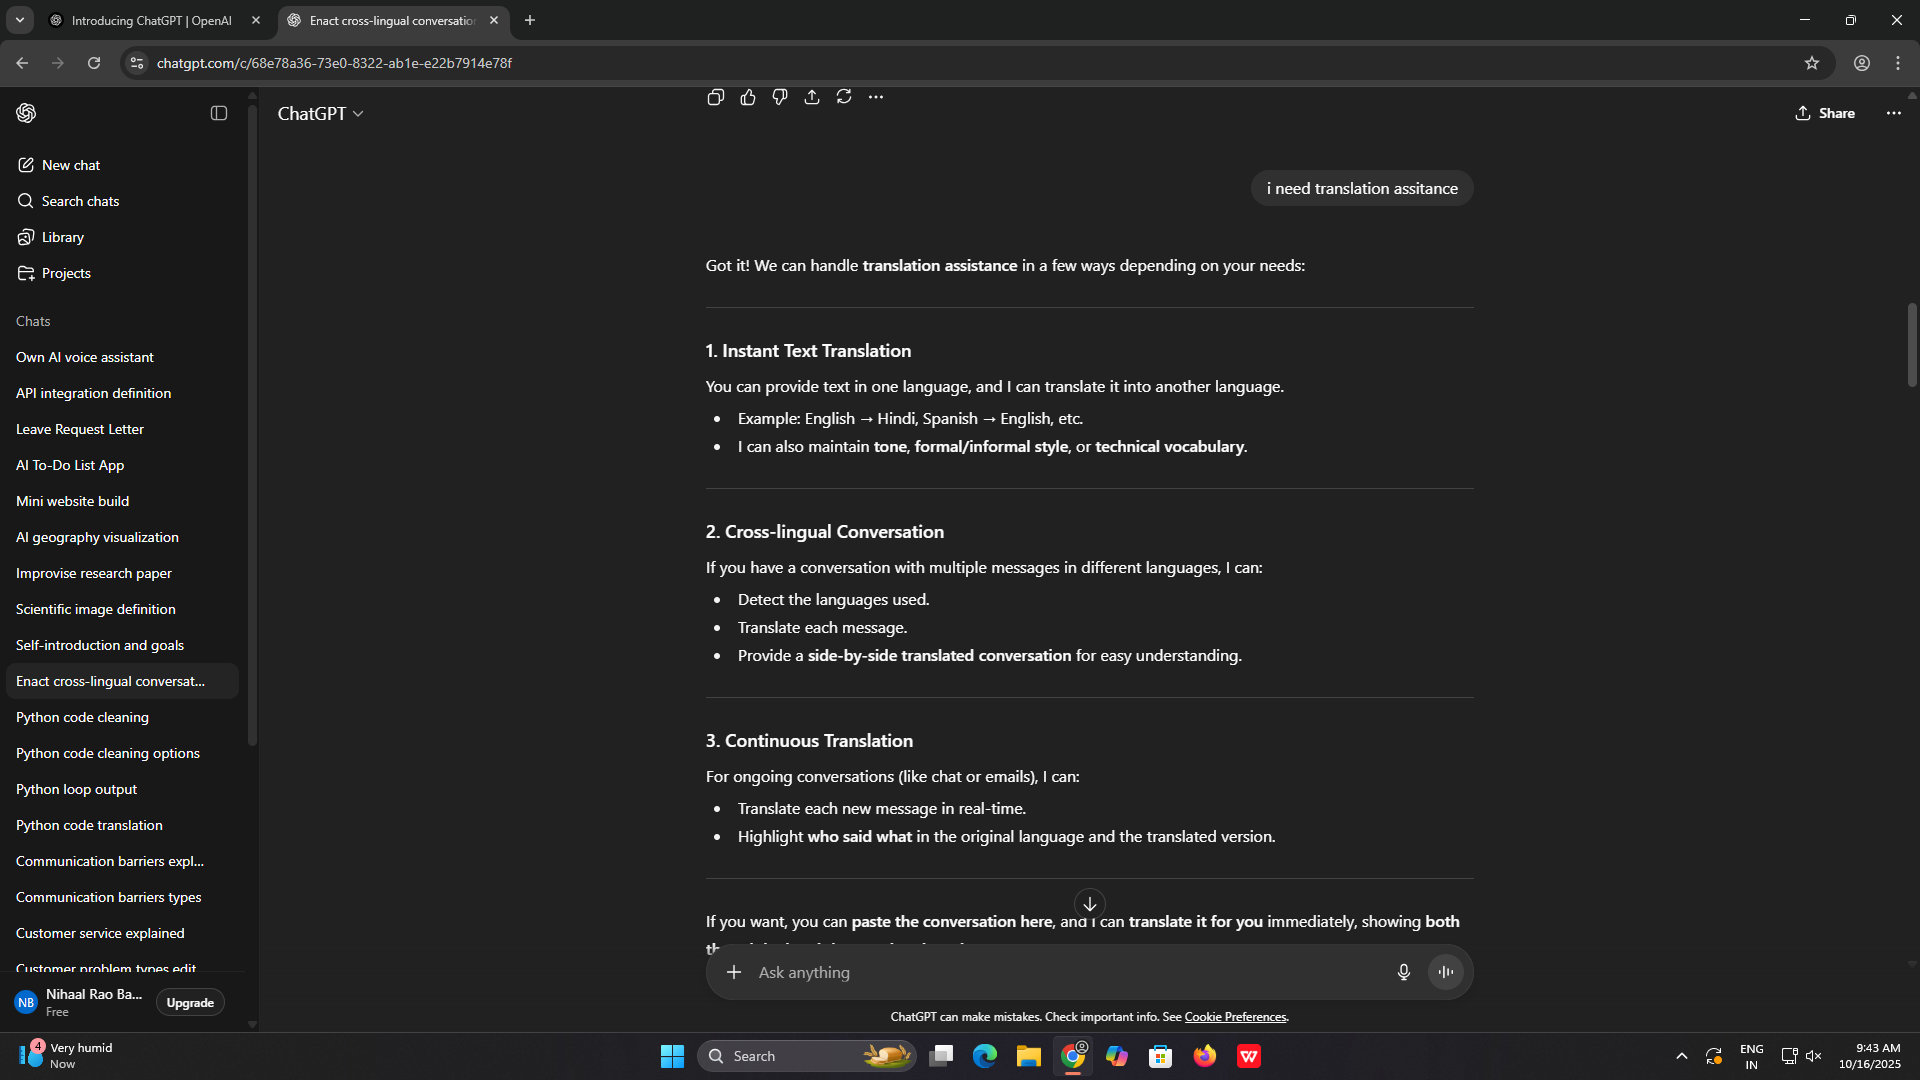 Introducing ChatGPT | OpenAI
Enact cross-lingual conversatio
chatgpt.com/c/68e78a36-73e0-8322-ab1e-e22b7914e78f
ChatGPT
Share
New chat
Search chats
Library
Projects
Chats
Own AI voice assistant
API integration definition
Leave Request Letter
AI To-Do List App
Mini website build
AI geography visualization
Improvise research paper
Scientific image definition
Self-introduction and goals
Enact cross-lingual conversat...
Python code cleaning
Python code cleaning options
Python loop output
Python code translation
Communication barriers expl...
Communication barriers types
Customer service explained
Customer problem types edit
NB
Nihaal Rao Ba...
Free
Upgrade
i need translation assitance
Got it! We can handle translation assistance in a few ways depending on your needs:
1. Instant Text Translation
You can provide text in one language, and I can translate it into another language.
• Example: English → Hindi, Spanish → English, etc.
• I can also maintain tone, formal/informal style, or technical vocabulary.
2. Cross-lingual Conversation
If you have a conversation with multiple messages in different languages, I can:
• Detect the languages used.
• Translate each message.
• Provide a side-by-side translated conversation for easy understanding.
3. Continuous Translation
For ongoing conversations (like chat or emails), I can:
• Translate each new message in real-time.
• Highlight who said what in the original language and the translated version.
If you want, you can paste the conversation here, and I can translate it for you immediately, showing both
Ask anything
ChatGPT can make mistakes. Check important info. See Cookie Preferences.
4
Very humid
Now
Search
ENG
IN
9:43 AM
10/16/2025